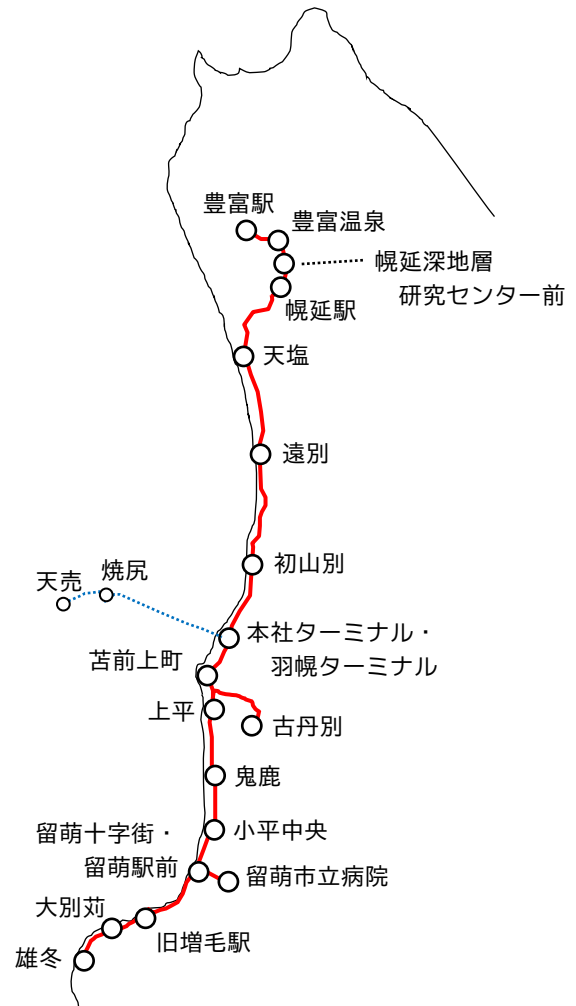 豊富駅
豊富温泉
幌延深地層
研究センター前
幌延駅
天塩
遠別
初山別
天売
焼尻
本社ターミナル・
羽幌ターミナル
苫前上町
上平
古丹別
鬼鹿
小平中央
留萌十字街・
留萌駅前
留萌市立病院
大別苅
旧増毛駅
雄冬